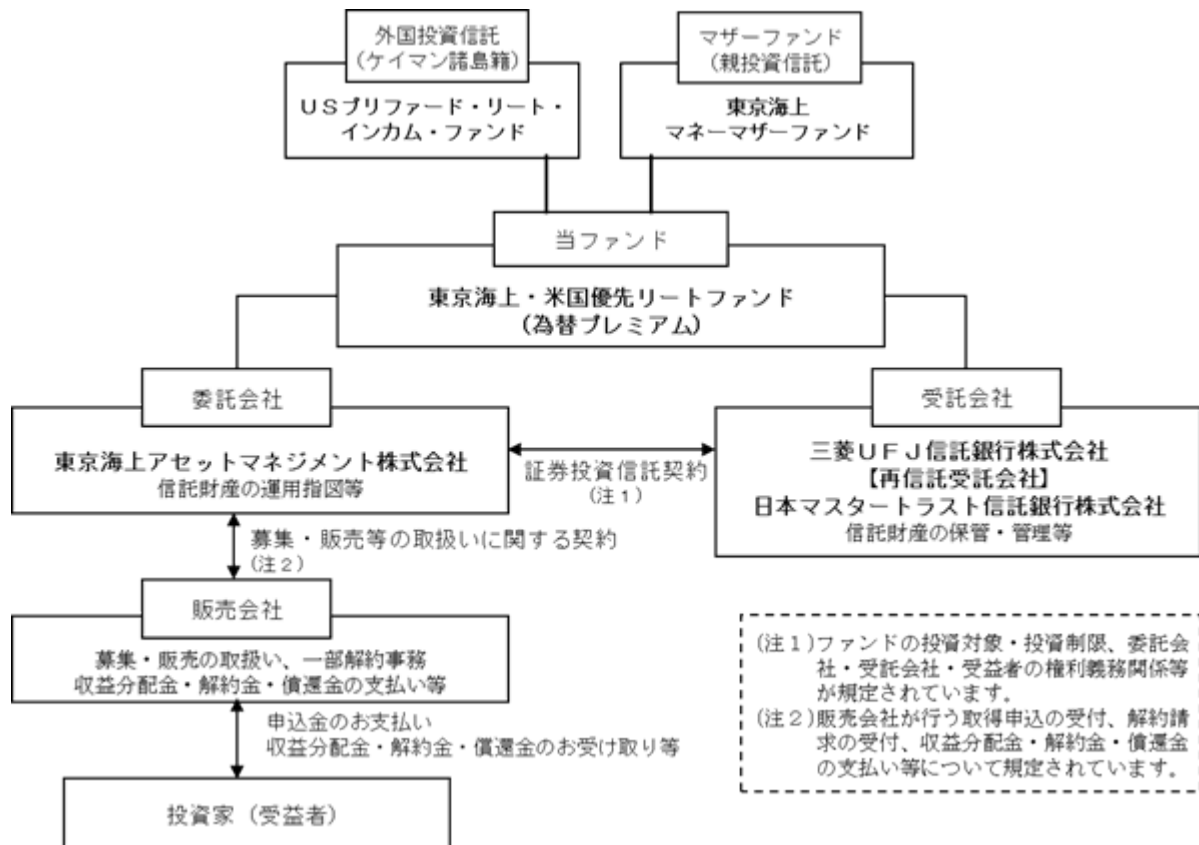 外国投資信託
(ケイマン諸島籍)
USプリファード・リート・
インカム・ファンド
マザーファンド
(親投資信託)
東京海上
マネーマザーファンド
当ファンド
東京海上・米国優先リートファンド
(為替プレミアム)
委託会社
東京海上アセットマネジメント株式会社
信託財産の運用指図等
証券投資信託契約
(注1)
受託会社
三菱UFJ信託銀行株式会社
【再信託受託会社】
日本マスタートラスト信託銀行株式会社
信託財産の保管・管理等
募集・販売等の取扱いに関する契約
(注2)
販売会社
募集・販売の取扱い、一部解約事務
収益分配金・解約金・償還金の支払い等
申込金のお支払い
収益分配金・解約金・償還金のお受け取り等
投資家(受益者)
(注1)ファンドの投資対象・投資制限、委託会
社・受託会社・受益者の権利義務関係等
が規定されています。
(注2)販売会社が行う取得申込の受付、解約請
求の受付、収益分配金・解約金・償還金
の支払い等について規定されています。